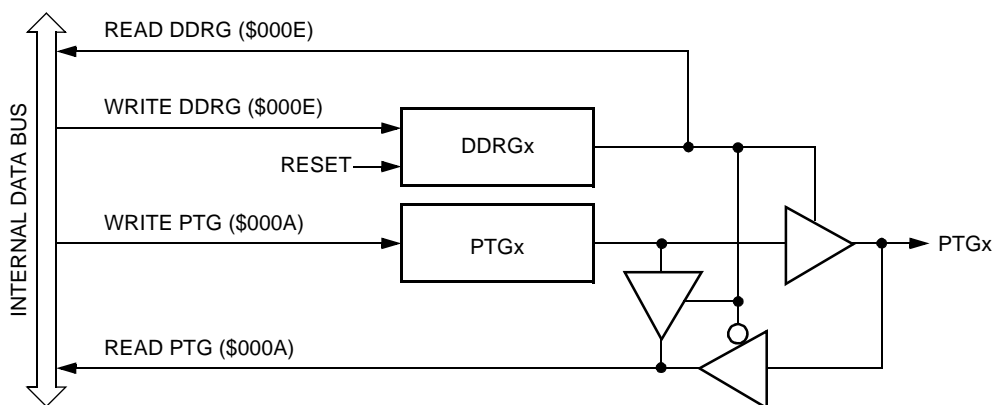 READ DDRG ($000E)
WRITE DDRG ($000E)
DDRGx
RESET
WRITE PTG ($000A)
PTGx
PTGx
READ PTG ($000A)
INTERNAL DATA BUS